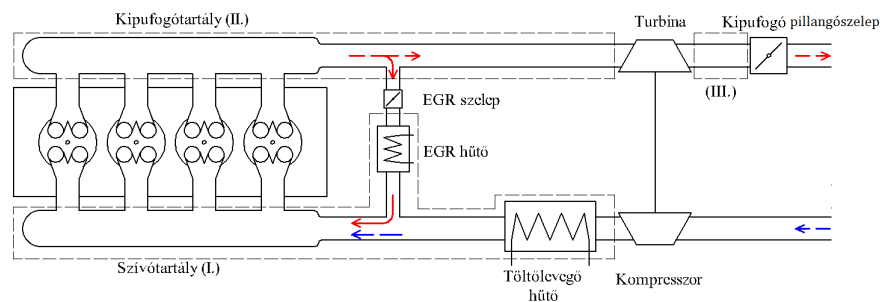 Kipufogótartály (II.)
Turbina
Kipufogó pillangószelep
(III.)
EGR szelep
EGR hűtő
Szívótartály (I.)
Töltőlevegő
hűtő
Kompresszor